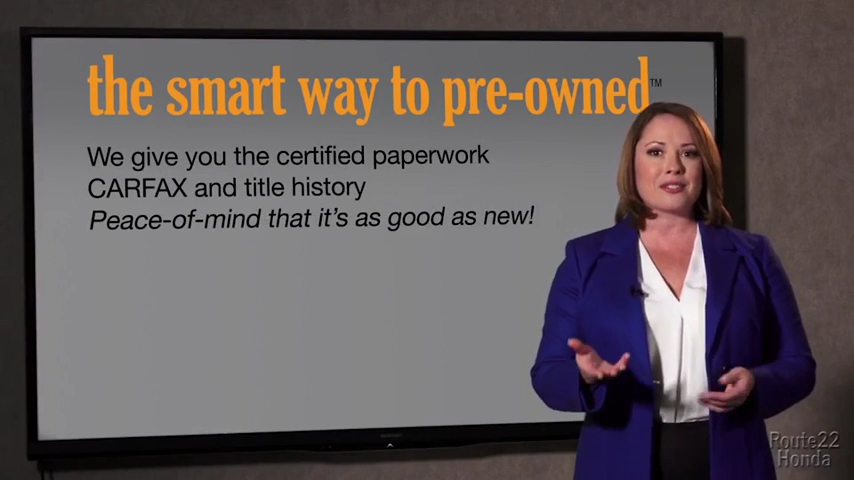 the smart way to pre-owned™
We give you the certified paperwork
CARFAX and title history
Peace-of-mind that it's as good as new!
Route22
Honda